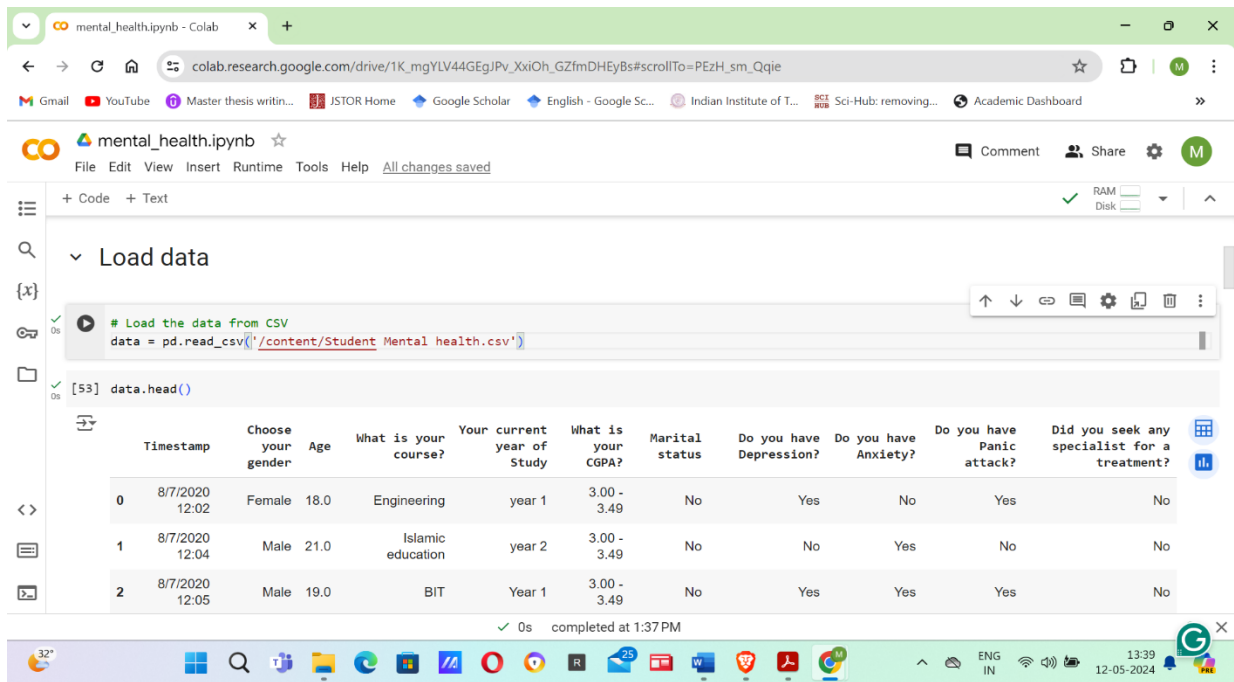 mental_health.ipynb - Colab
colab.research.google.com/drive/1K_mgYLV44GEgJPv_XxiOh_GZfmDHEyBs#scrollTo=PEzH_sm_Qqie
M
Gmail YouTube Master thesis writin... JSTOR Home Google Scholar English - Google Sc... Indian Institute of T... SCI HUB Sci-Hub: removing... Academic Dashboard »
CO mental_health.ipynb
Comment Share M
File Edit View Insert Runtime Tools Help All changes saved
+ Code + Text
RAM
Disk
Load data
{x}
0s
# Load the data from CSV
data = pd.read_csv('/content/Student Mental health.csv')
0s [53] data.head()
Timestamp Choose your gender Age What is your course? Your current year of Study What is your CGPA? Marital status Do you have Depression? Do you have Anxiety? Do you have Panic attack? Did you seek any specialist for a treatment?
0 8/7/2020 12:02 Female 18.0 Engineering year 1 3.00 - 3.49 No Yes No Yes No
1 8/7/2020 12:04 Male 21.0 Islamic education year 2 3.00 - 3.49 No No Yes No No
2 8/7/2020 12:05 Male 19.0 BIT Year 1 3.00 - 3.49 No Yes Yes Yes No
0s completed at 1:37 PM
32°
25
ENG
IN
13:39
12-05-2024
PRE